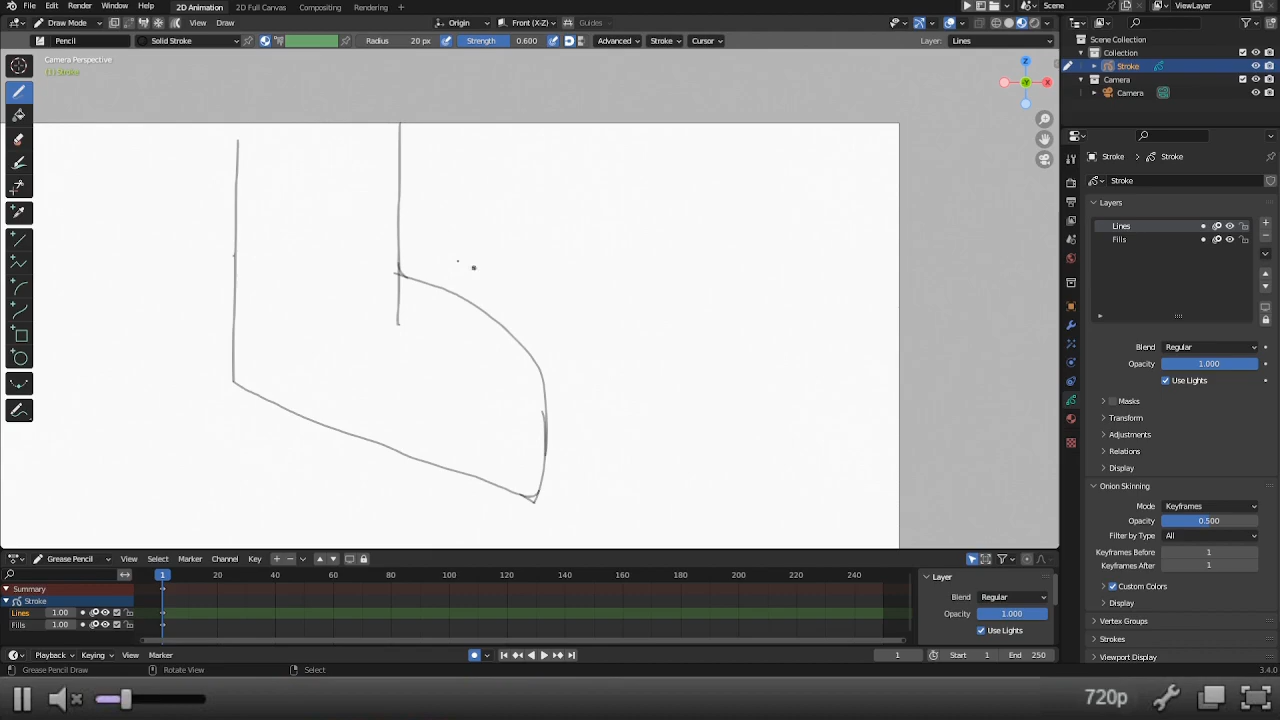 File Edit Render Window Help 2D Animation 2D Full Canvas Compositing Rendering Scene ViewLayer
Draw Mode View Draw Origin Front (X-Z) Guides
Pencil Solid Stroke Radius 20 px Strength 0.600 Advanced Stroke Cursor Layer: Lines
Scene Collection
Collection
Stroke
Camera
Camera
Camera Perspective
(1) Stroke
Z
X
Y
Stroke Stroke
Stroke
Layers
Lines
Fills
Blend Regular
Opacity 1.000
Use Lights
Masks
Transform
Adjustments
Relations
Display
Onion Skinning
Mode Keyframes
Opacity 0.500
Filter by Type All
Keyframes Before 1
Keyframes After 1
Custom Colors
Display
Vertex Groups
Strokes
Viewport Display
Grease Pencil View Select Marker Channel Key
1 20 40 60 80 100 120 140 160 180 200 220 240
Summary
Stroke
Lines 1.00
Fills 1.00
Layer
Blend Regular
Opacity 1.000
Use Lights
Playback Keying View Marker 1 Start 1 End 250
Grease Pencil Draw Rotate View Select 3.4.0
720p